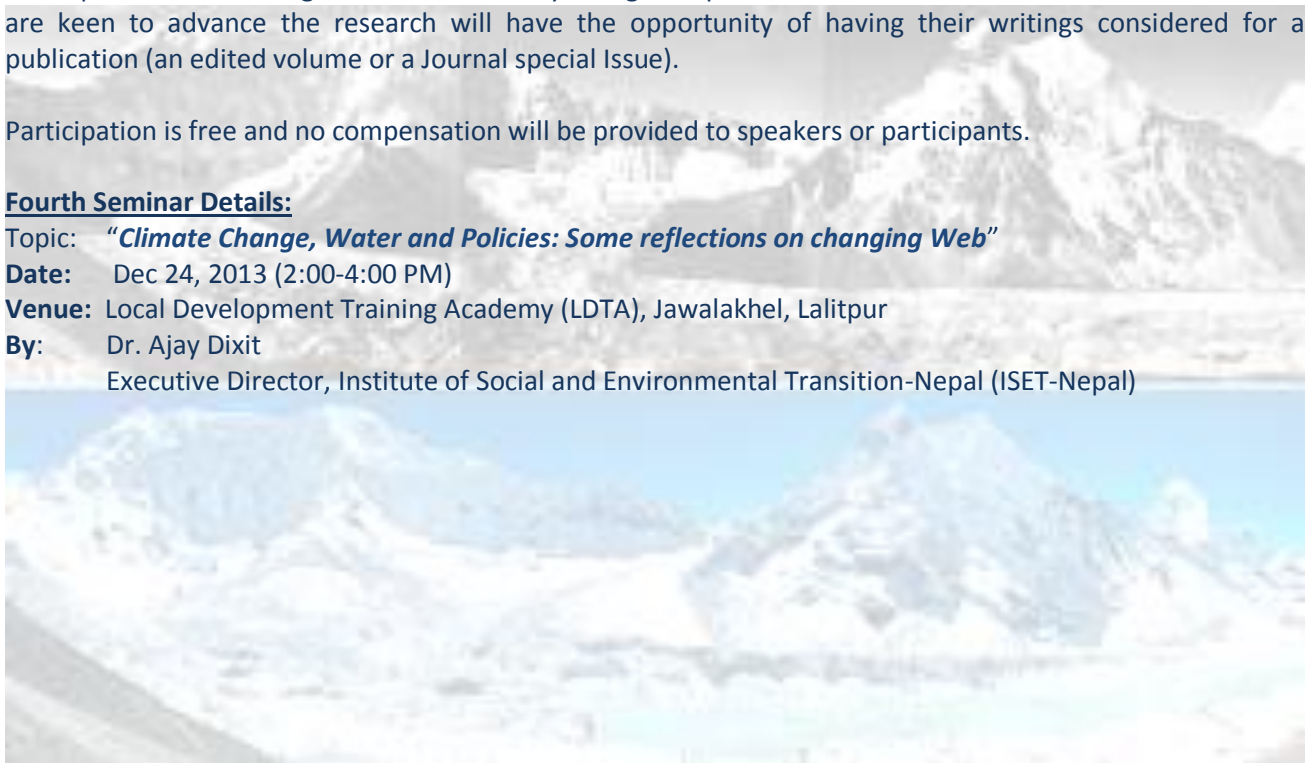 are keen to advance the research will have the opportunity of having their writings considered for a
publication (an edited volume or a Journal special Issue).
Participation is free and no compensation will be provided to speakers or participants.
Fourth Seminar Details:
Topic: “Climate Change, Water and Policies: Some reflections on changing Web”
Date: Dec 24, 2013 (2:00-4:00 PM)
Venue: Local Development Training Academy (LDTA), Jawalakhel, Lalitpur
By: Dr. Ajay Dixit
Executive Director, Institute of Social and Environmental Transition-Nepal (ISET-Nepal)